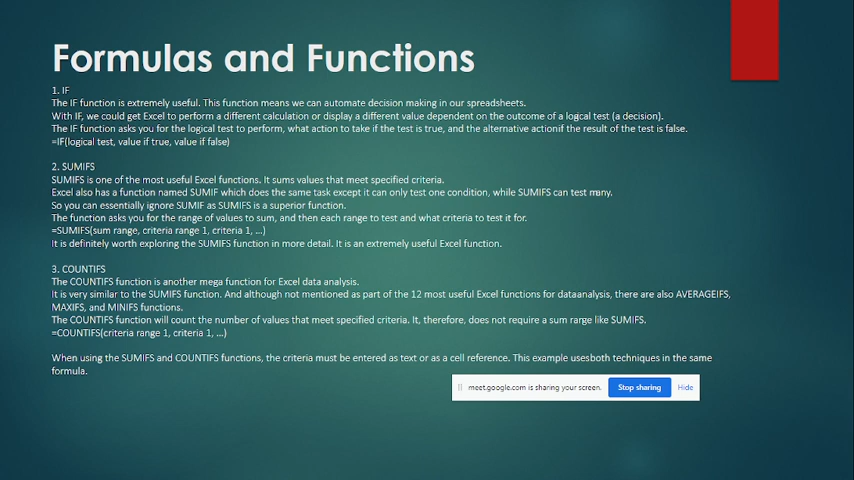 Formulas and Functions
1. IF
The IF function is extremely useful. This function means we can automate decision making in our spreadsheets.
With IF, we could get Excel to perform a different calculation or display a different value dependent on the outcome of a logical test (a decision).
The IF function asks you for the logical test to perform, what action to take if the test is true, and the alternative actionif the result of the test is false.
=IF(logical test, value if true, value if false)
2. SUMIFS
SUMIFS is one of the most useful Excel functions. It sums values that meet specified criteria.
Excel also has a function named SUMIF which does the same task except it can only test one condition, while SUMIFS can test many.
So you can essentially ignore SUMIF as SUMIFS is a superior function.
The function asks you for the range of values to sum, and then each range to test and what criteria to test it for.
=SUMIFS(sum range, criteria range 1, criteria 1, ...)
It is definitely worth exploring the SUMIFS function in more detail. It is an extremely useful Excel function.
3. COUNTIFS
The COUNTIFS function is another mega function for Excel data analysis.
It is very similar to the SUMIFS function. And although not mentioned as part of the 12 most useful Excel functions for dataanalysis, there are also AVERAGEIFS,
MAXIFS, and MINIFS functions.
The COUNTIFS function will count the number of values that meet specified criteria. It, therefore, does not require a sum range like SUMIFS.
=COUNTIFS(criteria range 1, criteria 1, ...)
When using the SUMIFS and COUNTIFS functions, the criteria must be entered as text or as a cell reference. This example usesboth techniques in the same
formula.
meet.google.com is sharing your screen. Stop sharing Hide